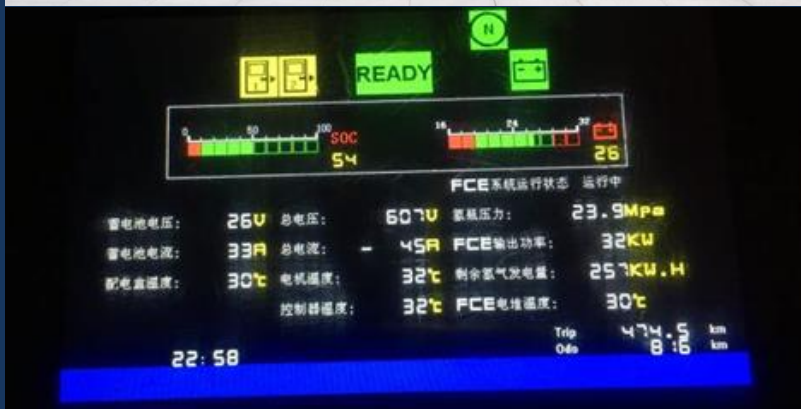 N
1 2 READY
0 50 100 SOC 16 24 32
54 26
FCE系统运行状态 运行中
蓄电池电压: 26V 总电压: 607V 氢瓶压力: 23.9Mpa
蓄电池电流: 33A 总电流: - 45A FCE输出功率: 32KW
配电盒温度: 30℃ 电机温度: 32℃ 剩余氢气发电量: 257KW.H
控制器温度: 32℃ FCE电堆温度: 30℃
Trip 474.5 km
22:58 Odo 816 km